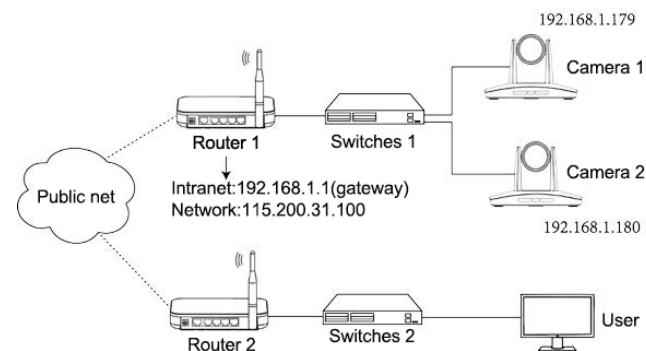 192.168.1.179
Camera 1
Router 1
Switches 1
Intranet:192.168.1.1(gateway)
Network:115.200.31.100
Public net
Camera 2
192.168.1.180
Router 2
Switches 2
User